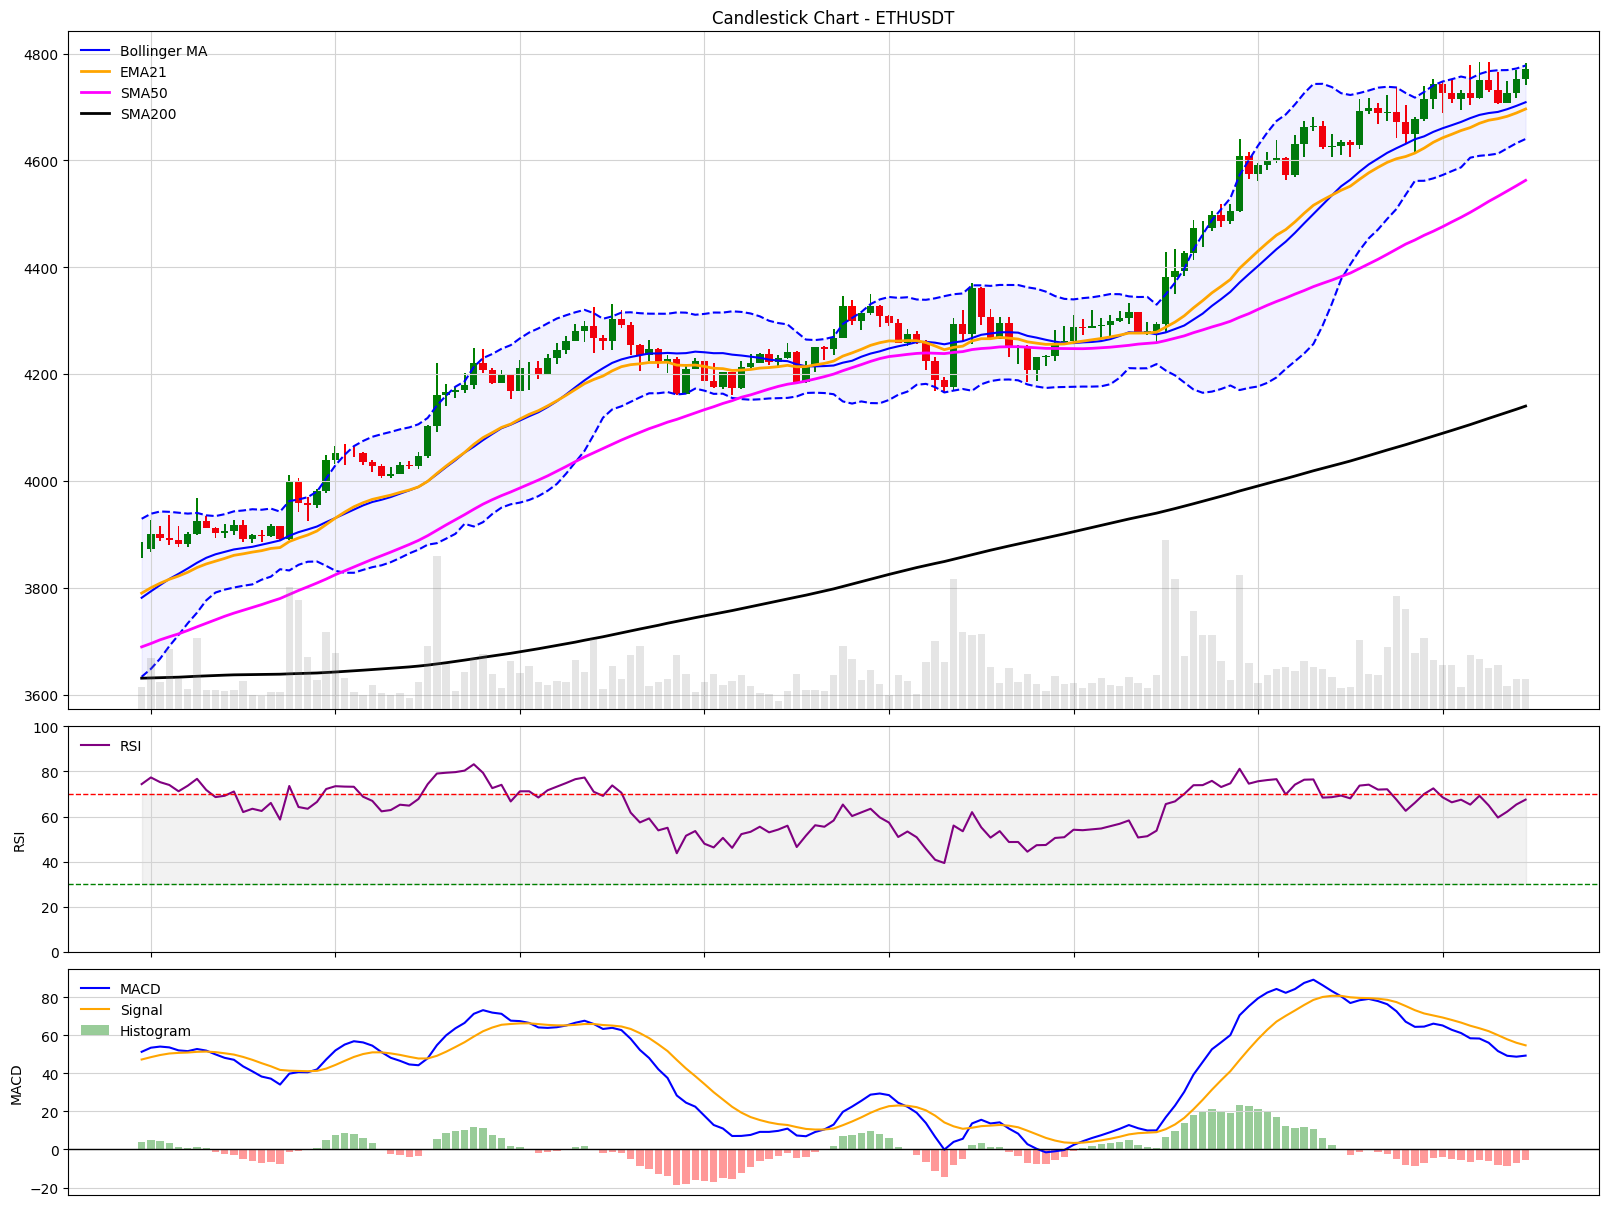 Candlestick Chart - ETHUSDT
Bollinger MA
EMA21
SMA50
SMA200
4800
4600
4400
4200
4000
3800
3600
RSI
100
80
60
40
20
0
RSI
MACD
Signal
Histogram
80
60
40
20
0
−20
MACD